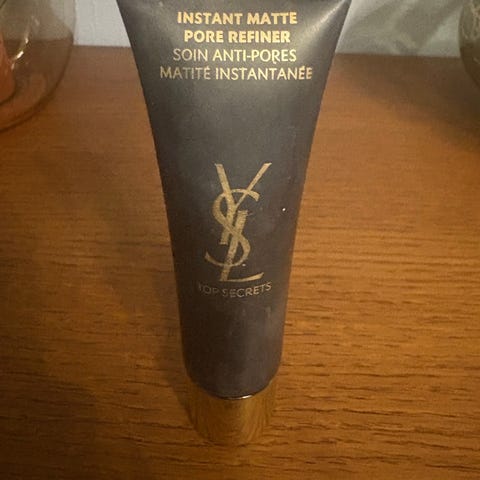 INSTANT MATTE
PORE REFINER
SOIN ANTI-PORES
MATITÉ INSTANTANÉE
YSL
TOP SECRETS